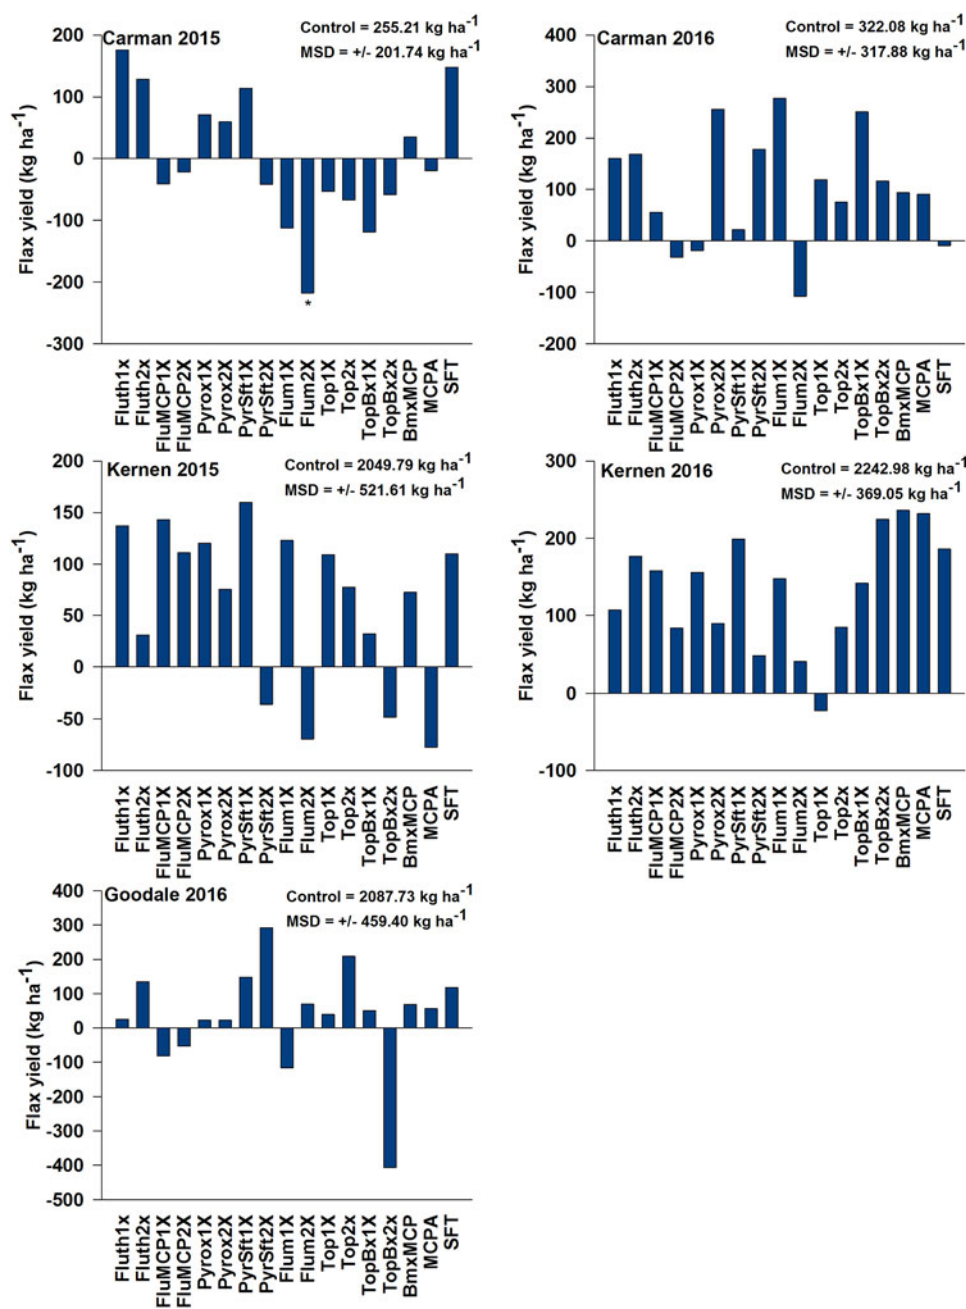 Carman 2015
Control = 255.21 kg ha-1
MSD = +/- 201.74 kg ha-1
Flax yield (kg ha-1)
200
100
0
-100
-200
-300
*
Fluth1x
Fluth2x
FluMCP1X
FluMCP2X
Pyrox1X
Pyrox2X
PyrSft1X
PyrSft2X
Flum1X
Flum2X
Top1X
Top2x
TopBx1X
TopBx2x
BmxMCP
MCPA
SFT
Carman 2016
Control = 322.08 kg ha-1
MSD = +/- 317.88 kg ha-1
Flax yield (kg ha-1)
400
300
200
100
0
-100
-200
Fluth1x
Fluth2x
FluMCP1X
FluMCP2X
Pyrox1X
Pyrox2X
PyrSft1X
PyrSft2X
Flum1X
Flum2X
Top1X
Top2x
TopBx1X
TopBx2x
BmxMCP
MCPA
SFT
Kernen 2015
Control = 2049.79 kg ha-1
MSD = +/- 521.61 kg ha-1
Flax yield (kg ha-1)
200
150
100
50
0
-50
-100
Fluth1x
Fluth2x
FluMCP1X
FluMCP2X
Pyrox1X
Pyrox2X
PyrSft1X
PyrSft2X
Flum1X
Flum2X
Top1X
Top2x
TopBx1X
TopBx2x
BmxMCP
MCPA
SFT
Kernen 2016
Control = 2242.98 kg ha-1
MSD = +/- 369.05 kg ha-1
Flax yield (kg ha-1)
300
200
100
0
-100
Fluth1x
Fluth2x
FluMCP1X
FluMCP2X
Pyrox1X
Pyrox2X
PyrSft1X
PyrSft2X
Flum1X
Flum2X
Top1X
Top2x
TopBx1X
TopBx2x
BmxMCP
MCPA
SFT
Goodale 2016
Control = 2087.73 kg ha-1
MSD = +/- 459.40 kg ha-1
Flax yield (kg ha-1)
400
300
200
100
0
-100
-200
-300
-400
-500
Fluth1x
Fluth2x
FluMCP1X
FluMCP2X
Pyrox1X
Pyrox2X
PyrSft1X
PyrSft2X
Flum1X
Flum2X
Top1X
Top2x
TopBx1X
TopBx2x
BmxMCP
MCPA
SFT